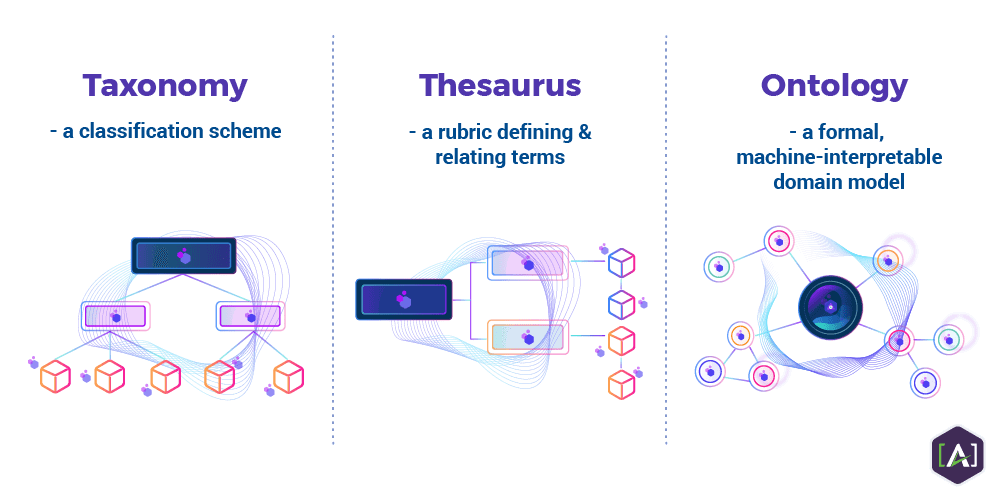 Taxonomy
- a classification scheme
Thesaurus
- a rubric defining &
relating terms
Ontology
- a formal,
machine-interpretable
domain model
[A]